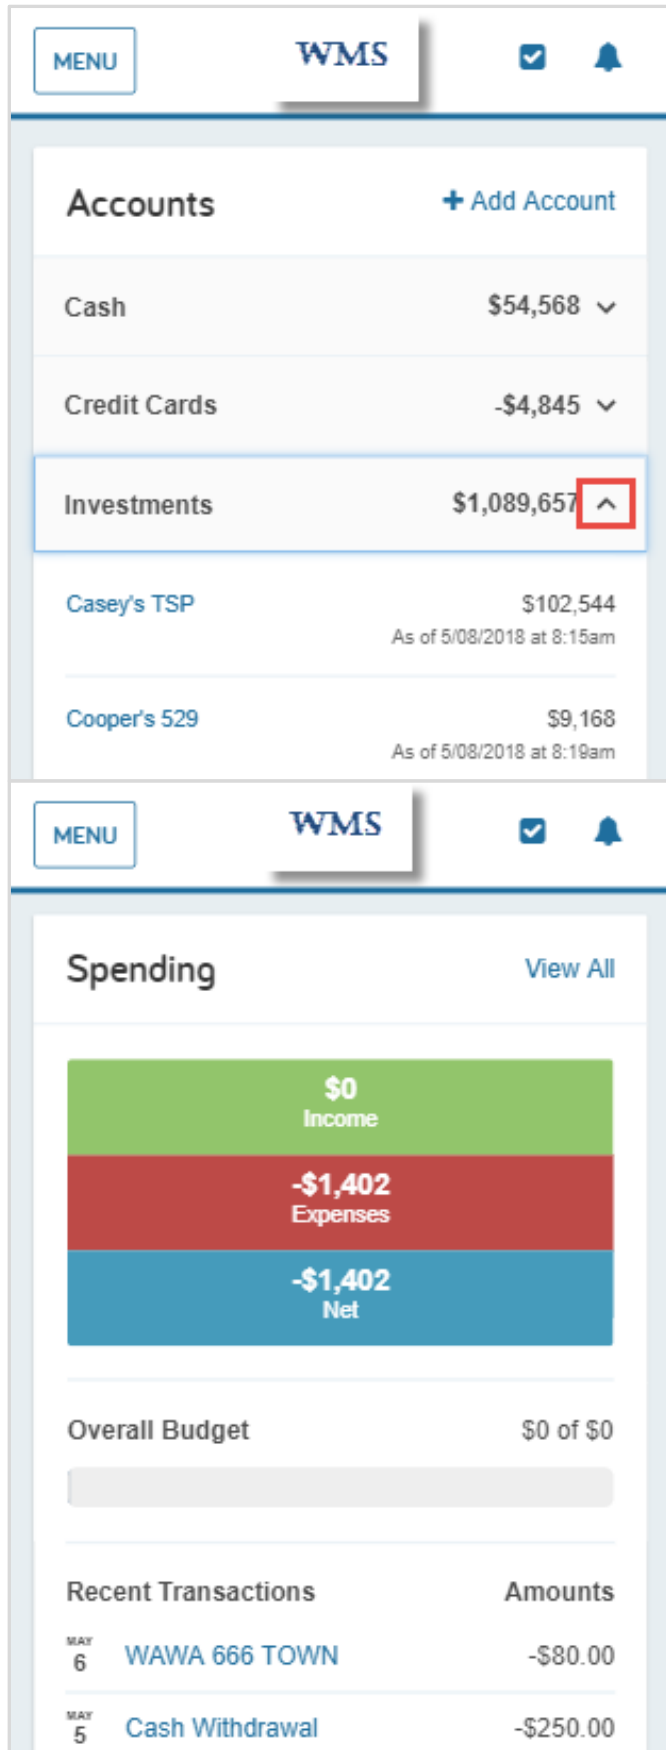 MENU WMS
Accounts + Add Account
Cash $54,568
Credit Cards -$4,845
Investments $1,089,657
Casey's TSP $102,544
As of 5/08/2018 at 8:15am
Cooper's 529 $9,168
As of 5/08/2018 at 8:19am
MENU WMS
Spending View All
$0
Income
-$1,402
Expenses
-$1,402
Net
Overall Budget $0 of $0
Recent Transactions Amounts
MAY
6 WAWA 666 TOWN -$80.00
MAY
5 Cash Withdrawal -$250.00